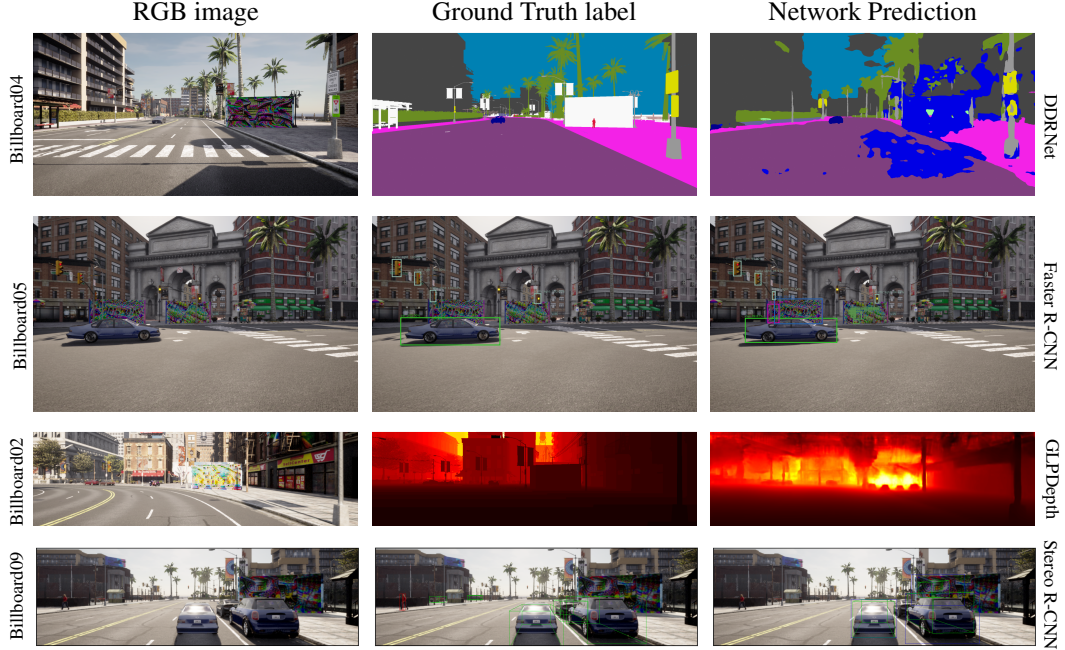 RGB image
Ground Truth label
Network Prediction
Billboard04
DDRNet
Billboard05
Faster R-CNN
Billboard02
GLPDepth
Billboard09
Stereo R-CNN